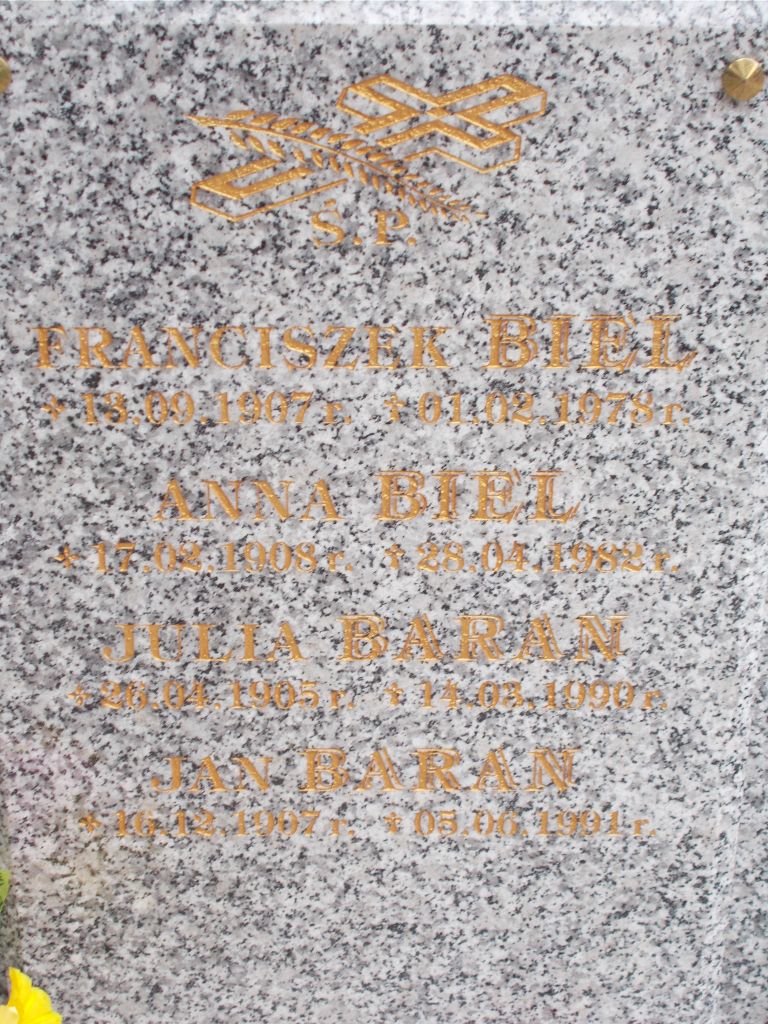 Ś.P.
FRANCISZEK BIEL
* 13.09.1907 r. † 01.02.1978 r.
ANNA BIEL
* 17.02.1908 r. † 28.04.1982 r.
JULIA BARAN
* 26.04.1905 r. † 14.03.1990 r.
JAN BARAN
* 16.12.1907 r. † 05.06.1991 r.